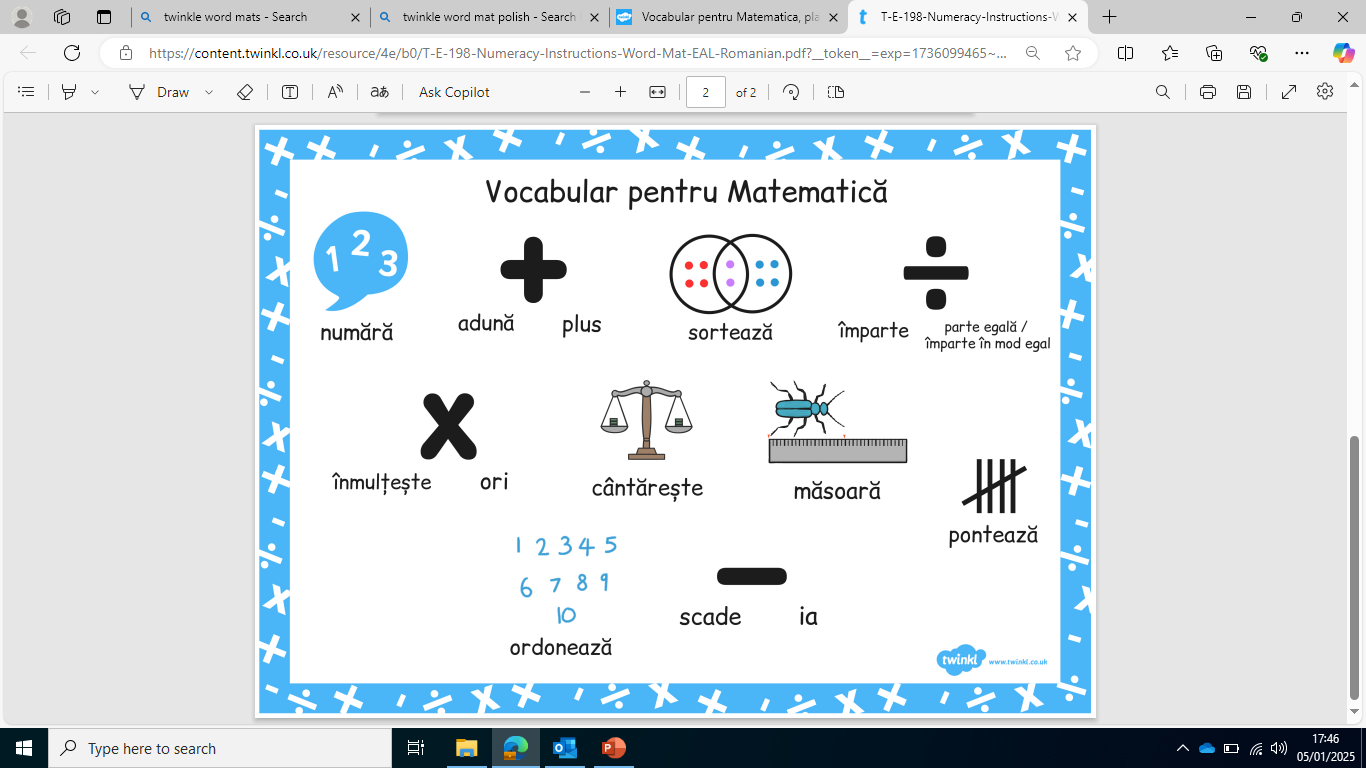 twinkle word mats - Search
twinkle word mat polish - Search
Vocabular pentru Matematica, pla
T-E-198-Numeracy-Instructions-W
https://content.twinkl.co.uk/resource/4e/b0/T-E-198-Numeracy-Instructions-Word-Mat-EAL-Romanian.pdf?__token__=exp=1736099465~...
Draw
Ask Copilot
2 of 2
Vocabular pentru Matematică
1 2 3
numără
adună plus
sortează
împarte
parte egală /
împarte în mod egal
înmulțește ori
cântărește
măsoară
pontează
1 2 3 4 5
6 7 8 9
10
ordonează
scade ia
twinkl www.twinkl.co.uk
Type here to search
17:46
05/01/2025